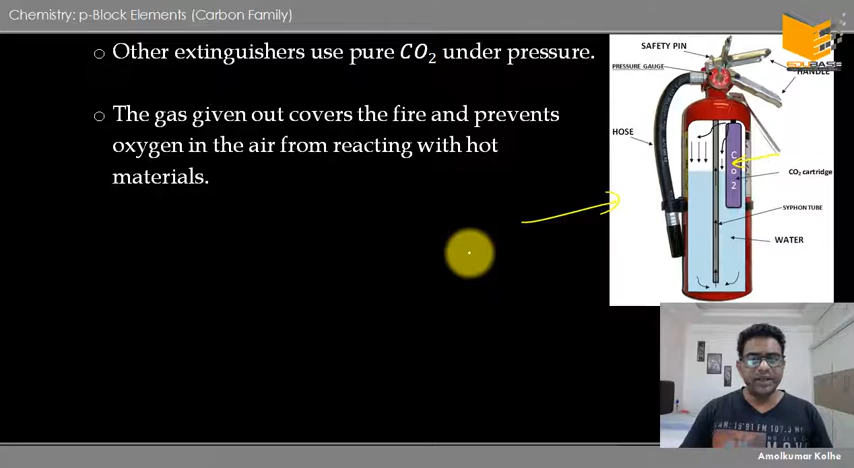 Chemistry: p-Block Elements (Carbon Family)
○ Other extinguishers use pure CO₂ under pressure.
○ The gas given out covers the fire and prevents
oxygen in the air from reacting with hot
materials.
SAFETY PIN
EDUBASE
PRESSURE GAUGE
HANDLE
HOSE
C
o
2
CO₂ cartridge
SYPHON TUBE
WATER
Amolkumar Kolhe